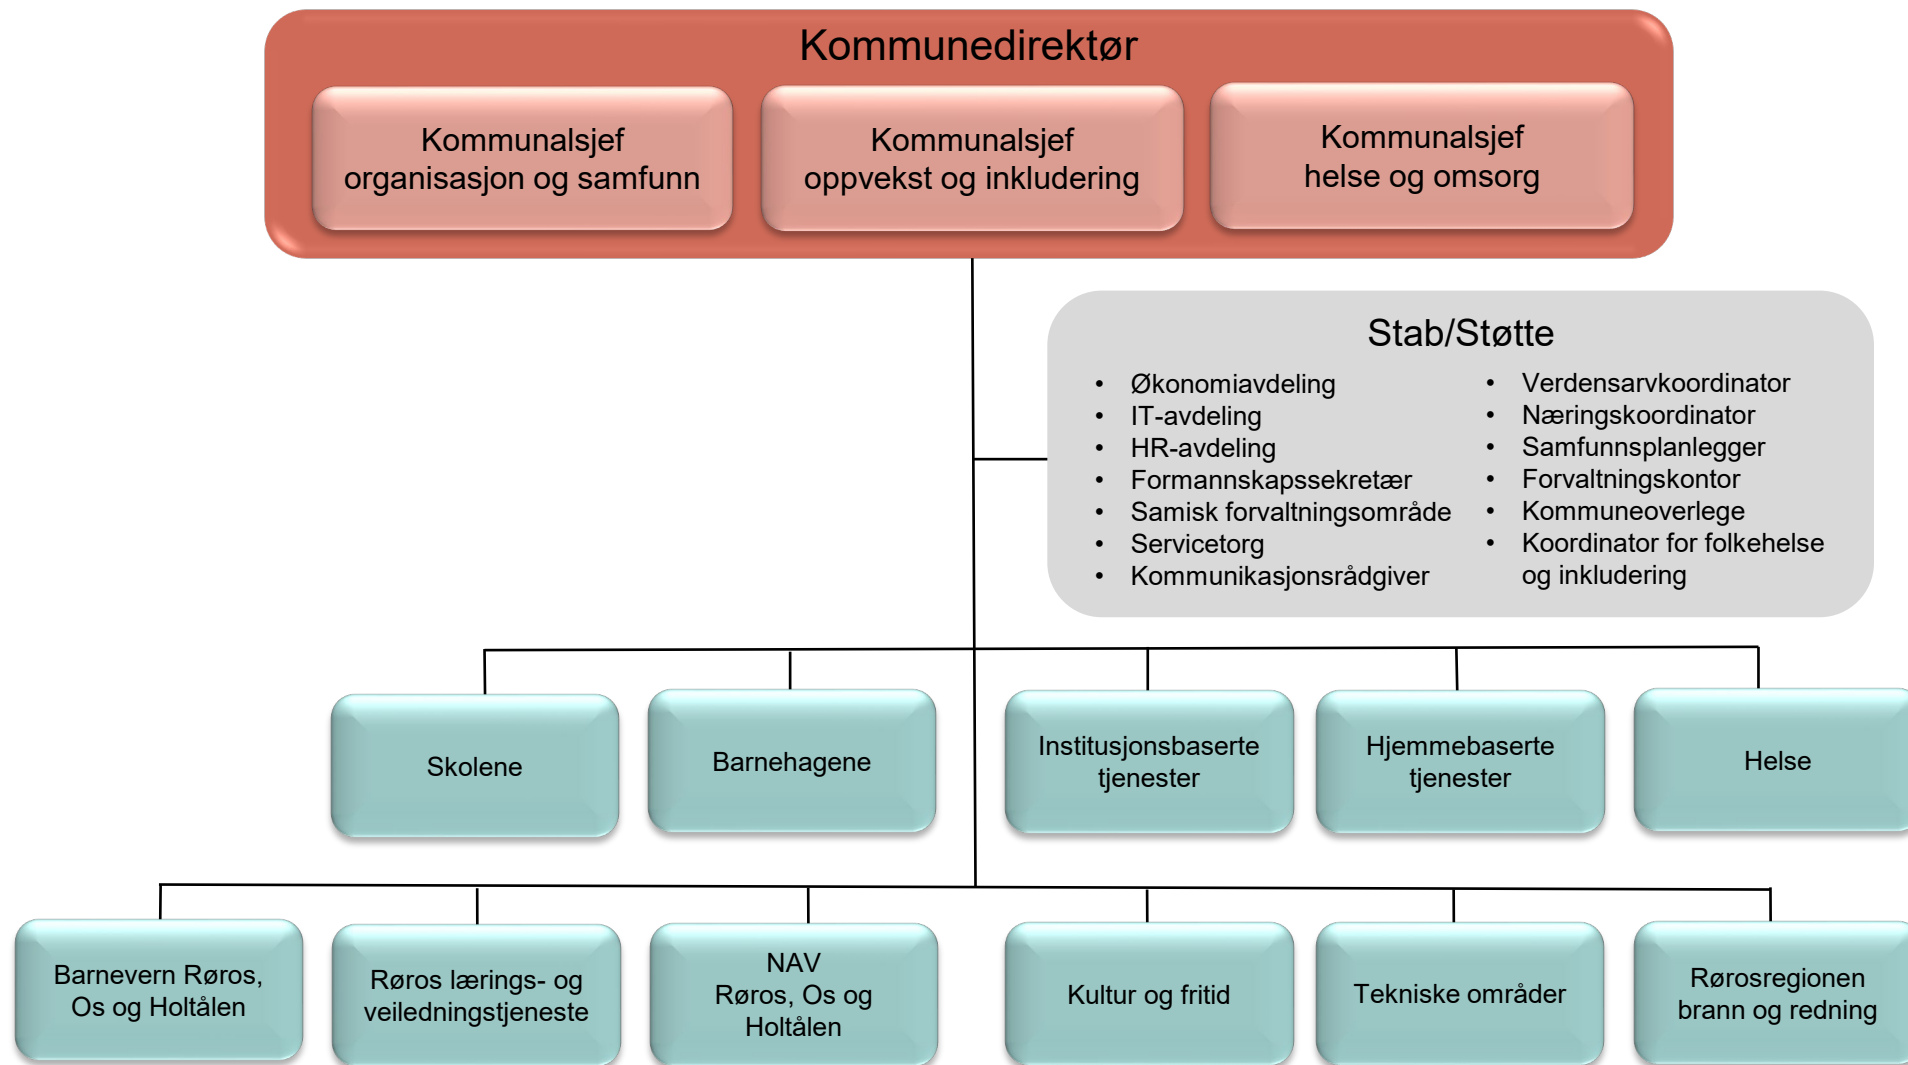 Kommunedirektør
Kommunalsjef
organisasjon og samfunn
Kommunalsjef
oppvekst og inkludering
Kommunalsjef
helse og omsorg
Stab/Støtte
• Økonomiavdeling
• IT-avdeling
• HR-avdeling
• Formannskapssekretær
• Samisk forvaltningsområde
• Servicetorg
• Kommunikasjonsrådgiver
• Verdensarvkoordinator
• Næringskoordinator
• Samfunnsplanlegger
• Forvaltningskontor
• Kommuneoverlege
• Koordinator for folkehelse
og inkludering
Skolene
Barnehagene
Institusjonsbaserte
tjenester
Hjemmebaserte
tjenester
Helse
Barnevern Røros,
Os og Holtålen
Røros lærings- og
veiledningstjeneste
NAV
Røros, Os og
Holtålen
Kultur og fritid
Tekniske områder
Rørosregionen
brann og redning